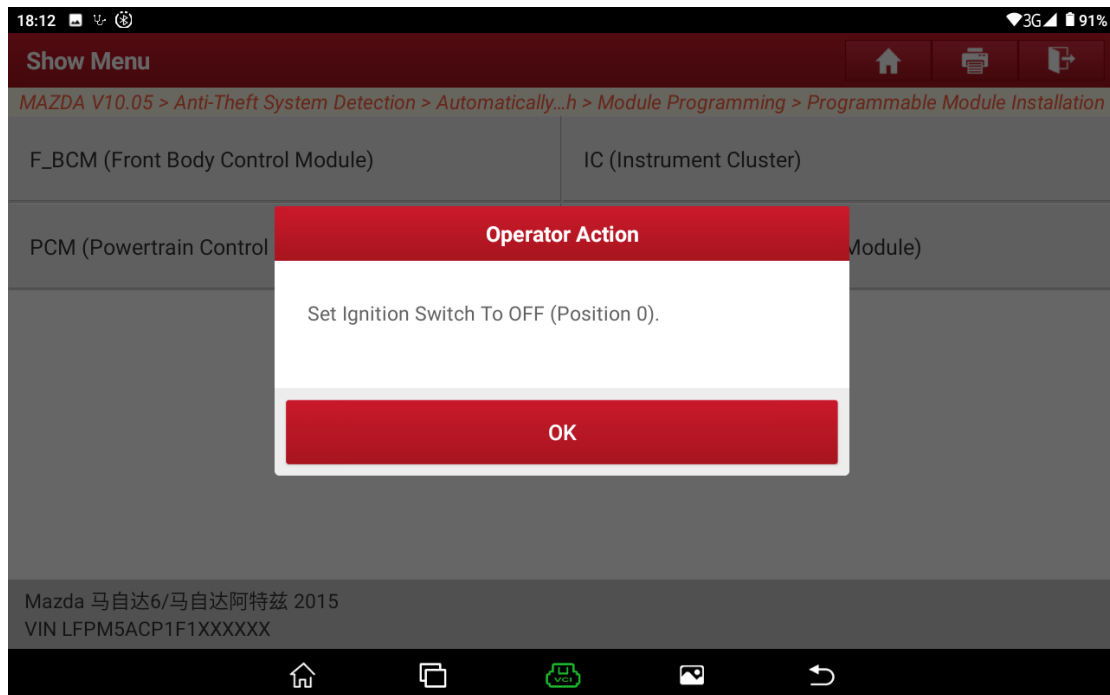 18:12
3G 91%
Show Menu
MAZDA V10.05 > Anti-Theft System Detection > Automatically...h > Module Programming > Programmable Module Installation
F_BCM (Front Body Control Module)
IC (Instrument Cluster)
PCM (Powertrain Control
Module)
Operator Action
Set Ignition Switch To OFF (Position 0).
OK
Mazda 马自达6/马自达阿特兹 2015
VIN LFPM5ACP1F1XXXXXX
VCI